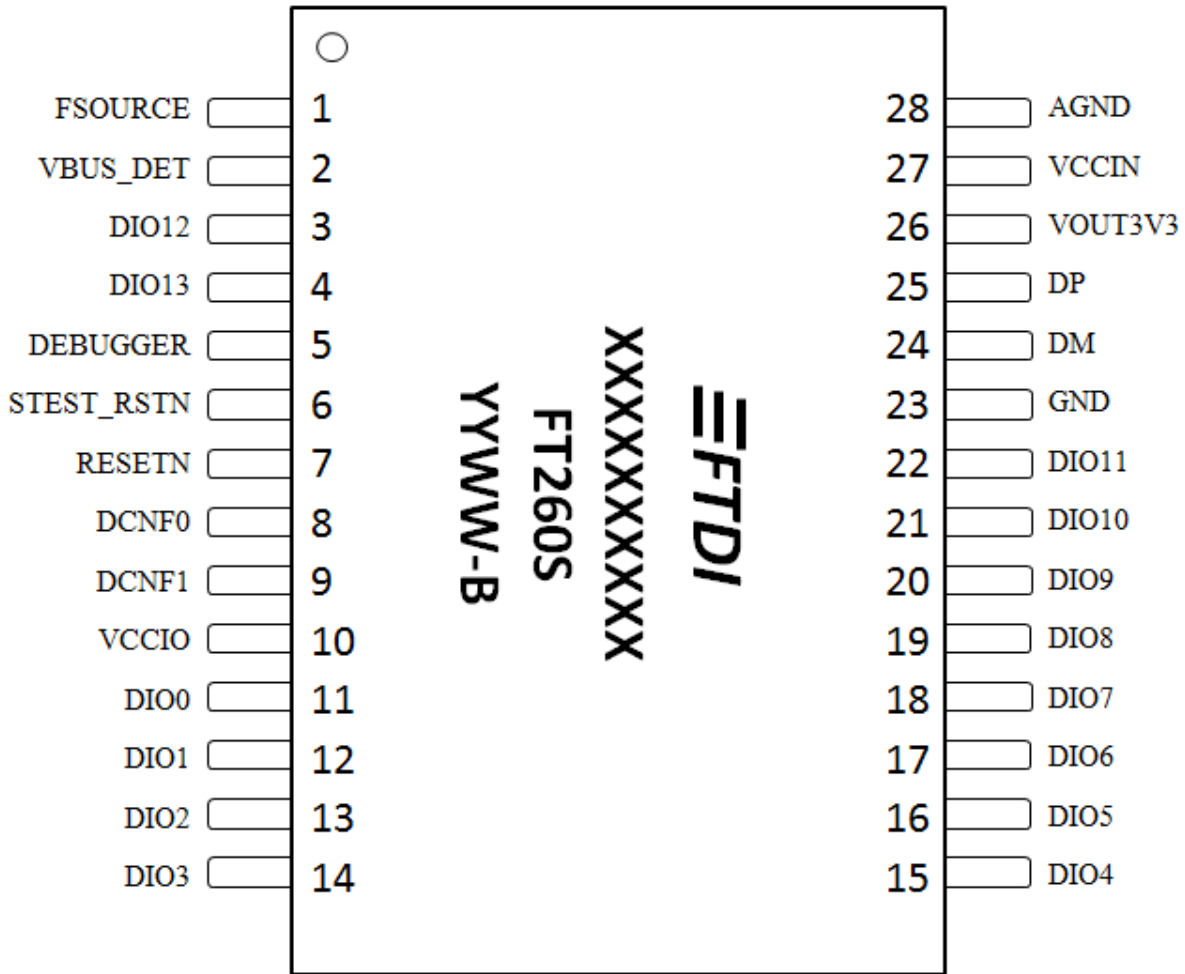 FSOURCE 1 28 AGND
VBUS_DET 2 27 VCCIN
DIO12 3 26 VOUT3V3
DIO13 4 25 DP
DEBUGGER 5 24 DM
STEST_RSTN 6 23 GND
RESETN 7 22 DIO11
DCNF0 8 21 DIO10
DCNF1 9 20 DIO9
VCCIO 10 19 DIO8
DIO0 11 18 DIO7
DIO1 12 17 DIO6
DIO2 13 16 DIO5
DIO3 14 15 DIO4
FTDI
XXXXXXXXXX
FT260S
YYWW-B